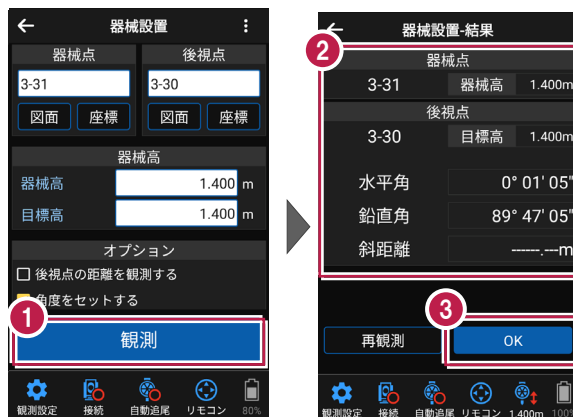 器械設置
器械点
後視点
3-31
3-30
図面
座標
図面
座標
器械高
器械高
1.400 m
目標高
1.400 m
オプション
後視点の距離を観測する
角度をセットする
1
観測
観測設定
接続
自動追尾
リモコン
80%
器械設置-結果
2
器械点
3-31
器械高
1.400m
後視点
3-30
目標高
1.400m
水平角
0° 01' 05"
鉛直角
89° 47' 05"
斜距離
------.---m
3
再観測
OK
観測設定
接続
自動追尾
リモコン
1.400m
100%